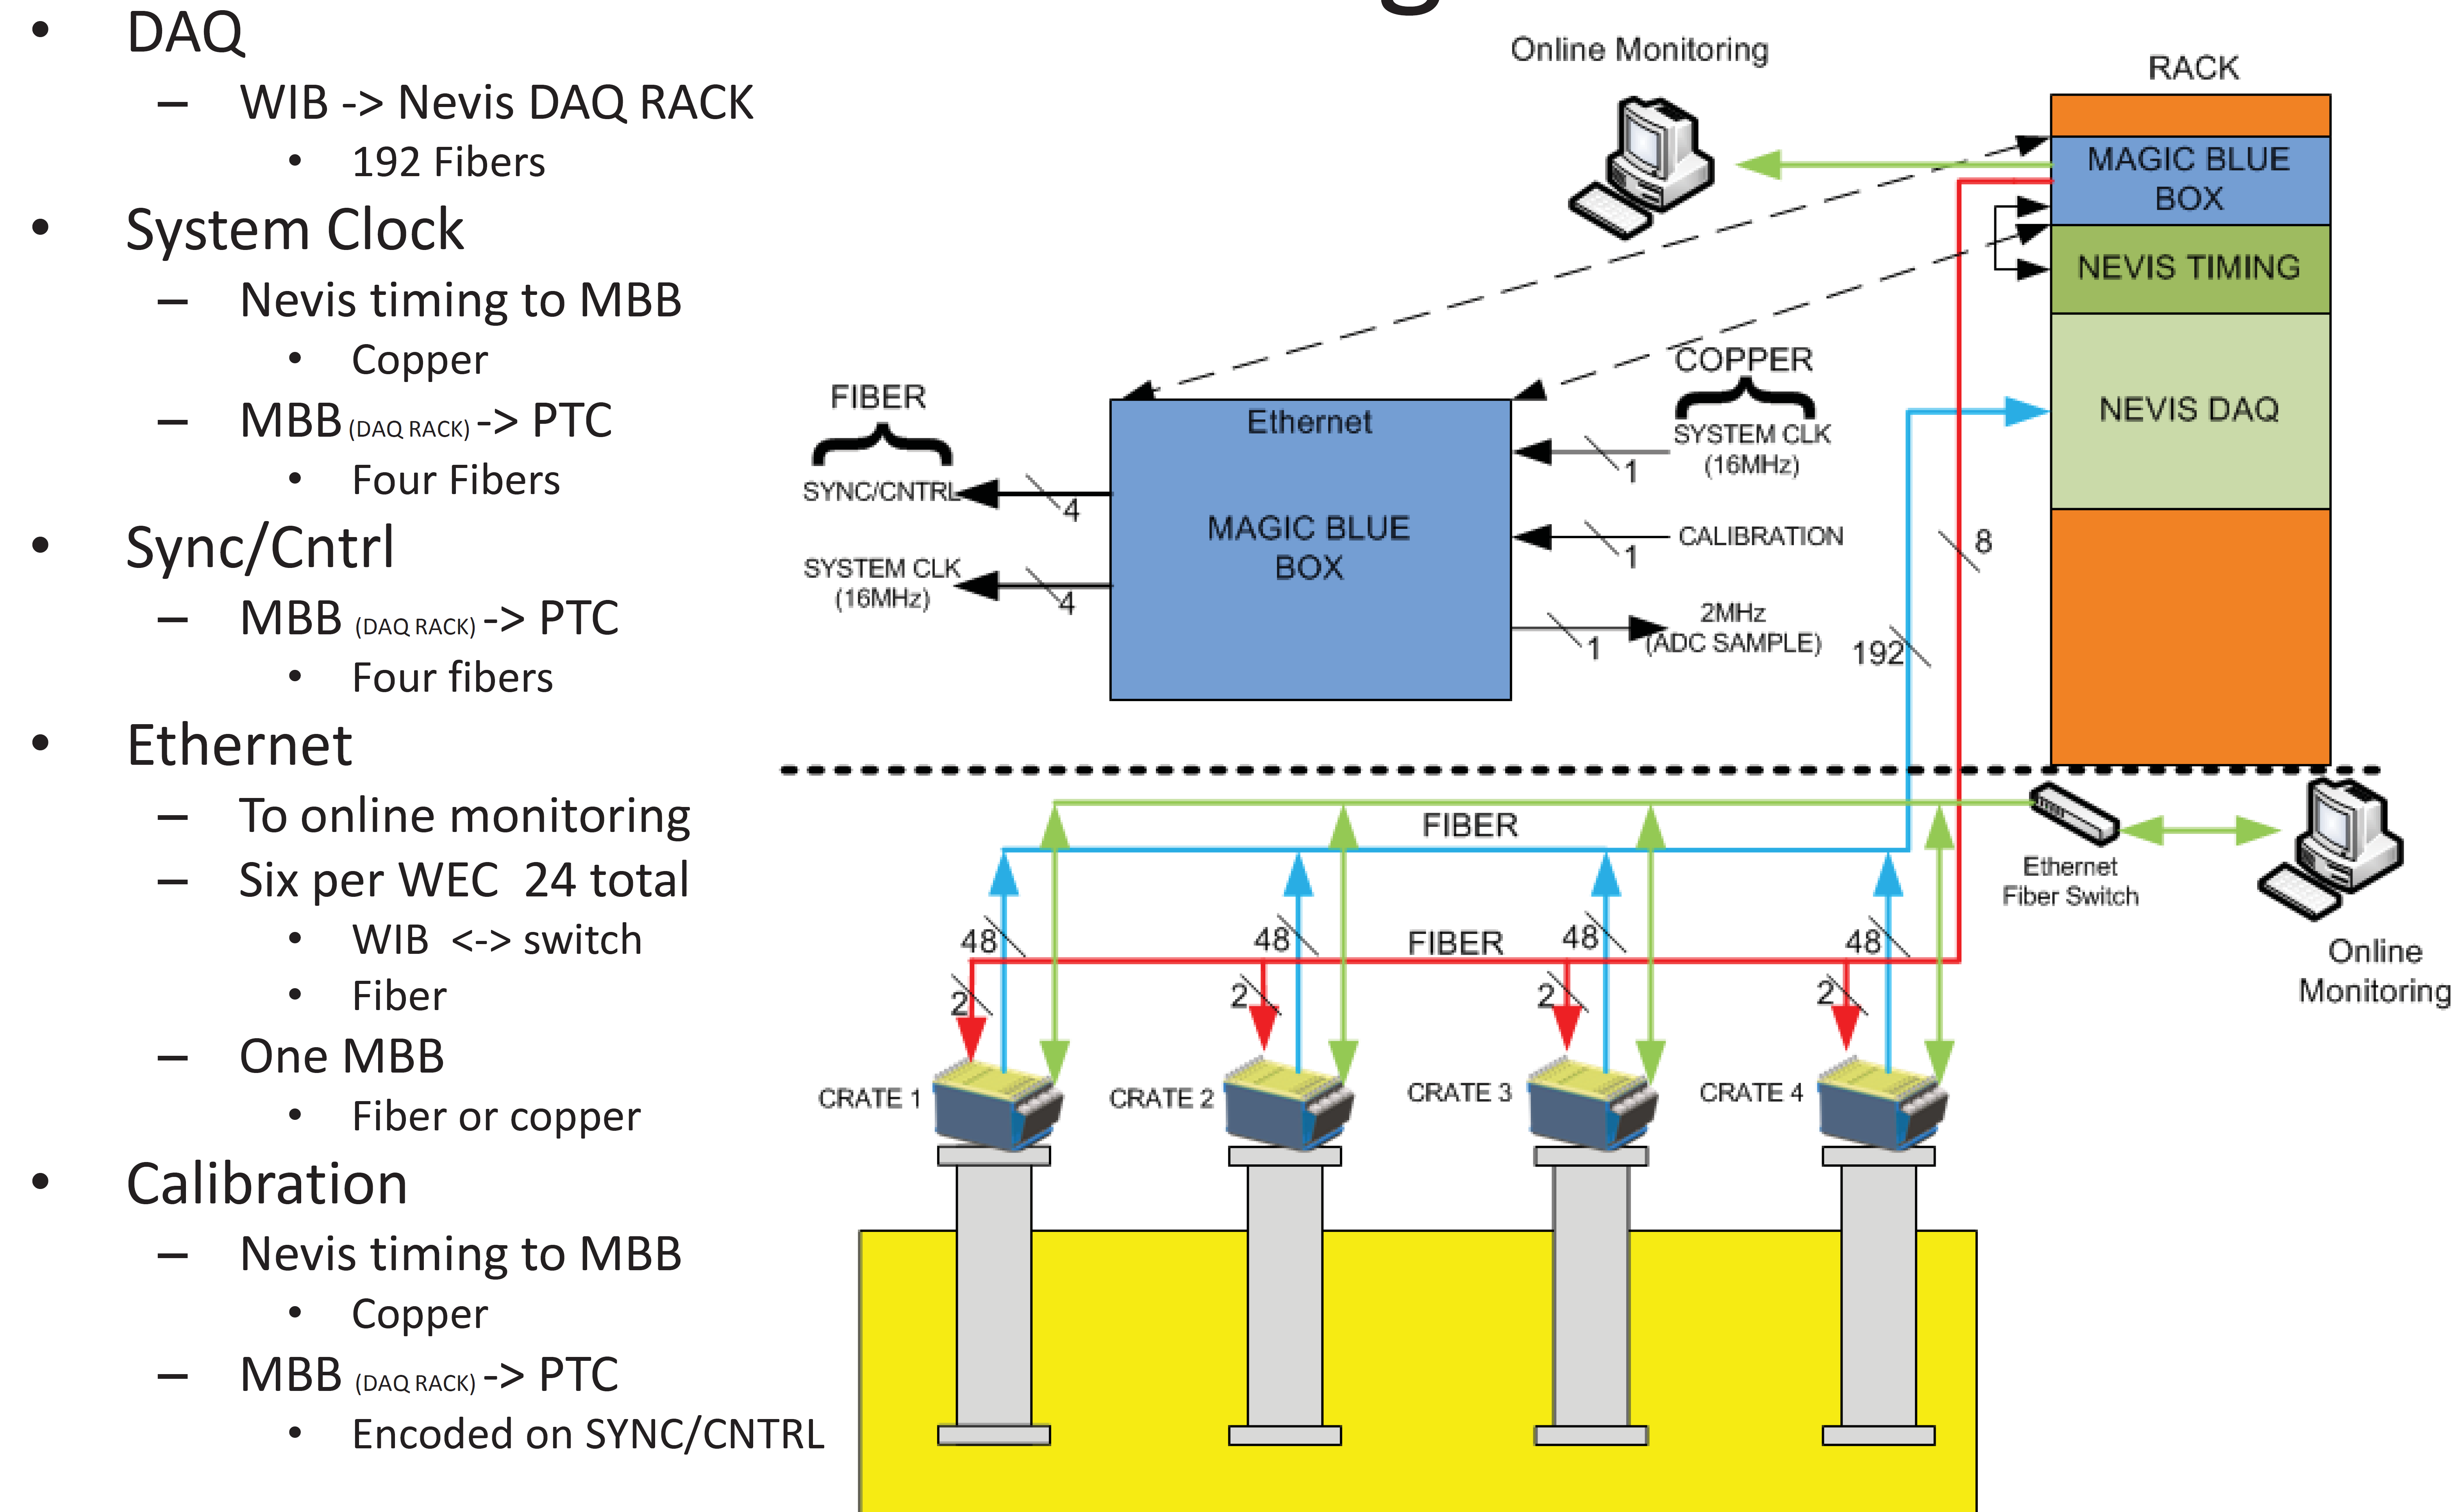 • DAQ
– WIB -> Nevis DAQ RACK
• 192 Fibers
• System Clock
– Nevis timing to MBB
• Copper
– MBB (DAQ RACK) -> PTC
• Four Fibers
• Sync/Cntrl
– MBB (DAQ RACK) -> PTC
• Four fibers
• Ethernet
– To online monitoring
– Six per WEC 24 total
• WIB <-> switch
• Fiber
– One MBB
• Fiber or copper
• Calibration
– Nevis timing to MBB
• Copper
– MBB (DAQ RACK) -> PTC
• Encoded on SYNC/CNTRL
Online Monitoring
RACK
MAGIC BLUE
BOX
NEVIS TIMING
NEVIS DAQ
FIBER
SYNC/CNTRL
4
SYSTEM CLK
(16MHz)
4
Ethernet
MAGIC BLUE
BOX
COPPER
SYSTEM CLK
(16MHz)
1
CALIBRATION
1
2MHz
(ADC SAMPLE)
1
192
8
FIBER
Ethernet
Fiber Switch
Online
Monitoring
48
48
48
48
FIBER
2
2
2
2
CRATE 1
CRATE 2
CRATE 3
CRATE 4